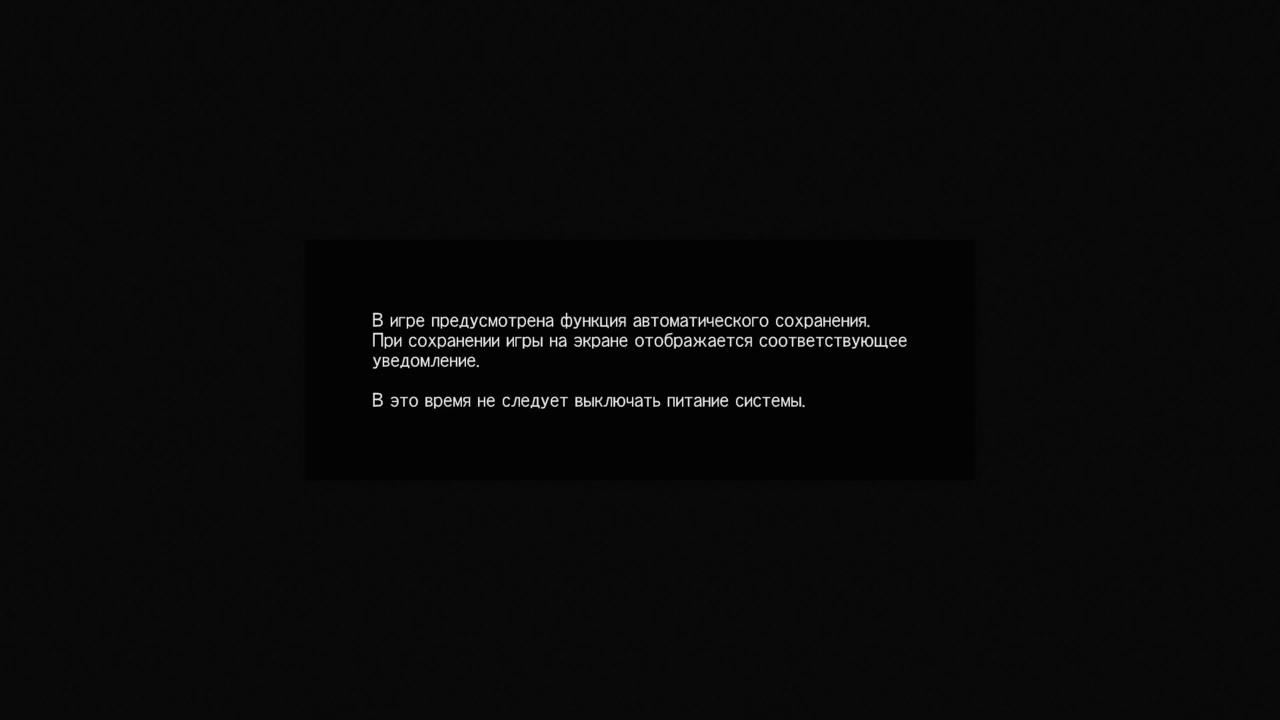 В игре предусмотрена функция автоматического сохранения.
При сохранении игры на экране отображается соответствующее
уведомление.
В это время не следует выключать питание системы.